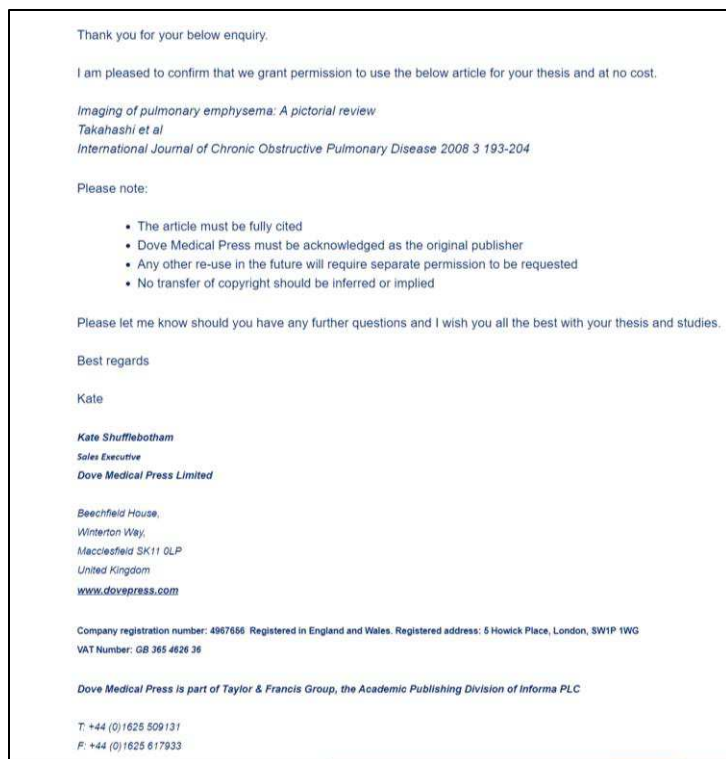 Thank you for your below enquiry.
I am pleased to confirm that we grant permission to use the below article for your thesis and at no cost.
Imaging of pulmonary emphysema: A pictorial review
Takahashi et al
International Journal of Chronic Obstructive Pulmonary Disease 2008 3 193-204
Please note:
• The article must be fully cited
• Dove Medical Press must be acknowledged as the original publisher
• Any other re-use in the future will require separate permission to be requested
• No transfer of copyright should be inferred or implied
Please let me know should you have any further questions and I wish you all the best with your thesis and studies.
Best regards
Kate
Kate Shufflebotham
Sales Executive
Dove Medical Press Limited
Beechfield House,
Winterton Way,
Macclesfield SK11 0LP
United Kingdom
www.dovepress.com
Company registration number: 4967656 Registered in England and Wales. Registered address: 5 Howick Place, London, SW1P 1WG
VAT Number: GB 365 4626 36
Dove Medical Press is part of Taylor & Francis Group, the Academic Publishing Division of Informa PLC
T: +44 (0)1625 509131
F: +44 (0)1625 617933